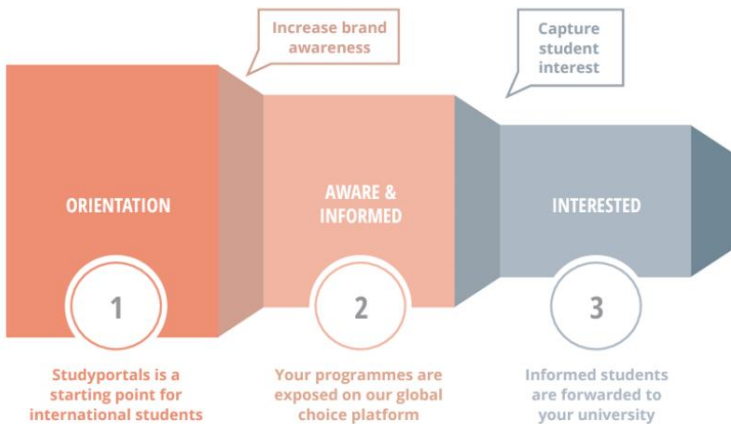 Increase brand
awareness
Capture
student
interest
ORIENTATION
AWARE &
INFORMED
INTERESTED
1
2
3
Studyportals is a
starting point for
international students
Your programmes are
exposed on our global
choice platform
Informed students
are forwarded to
your university